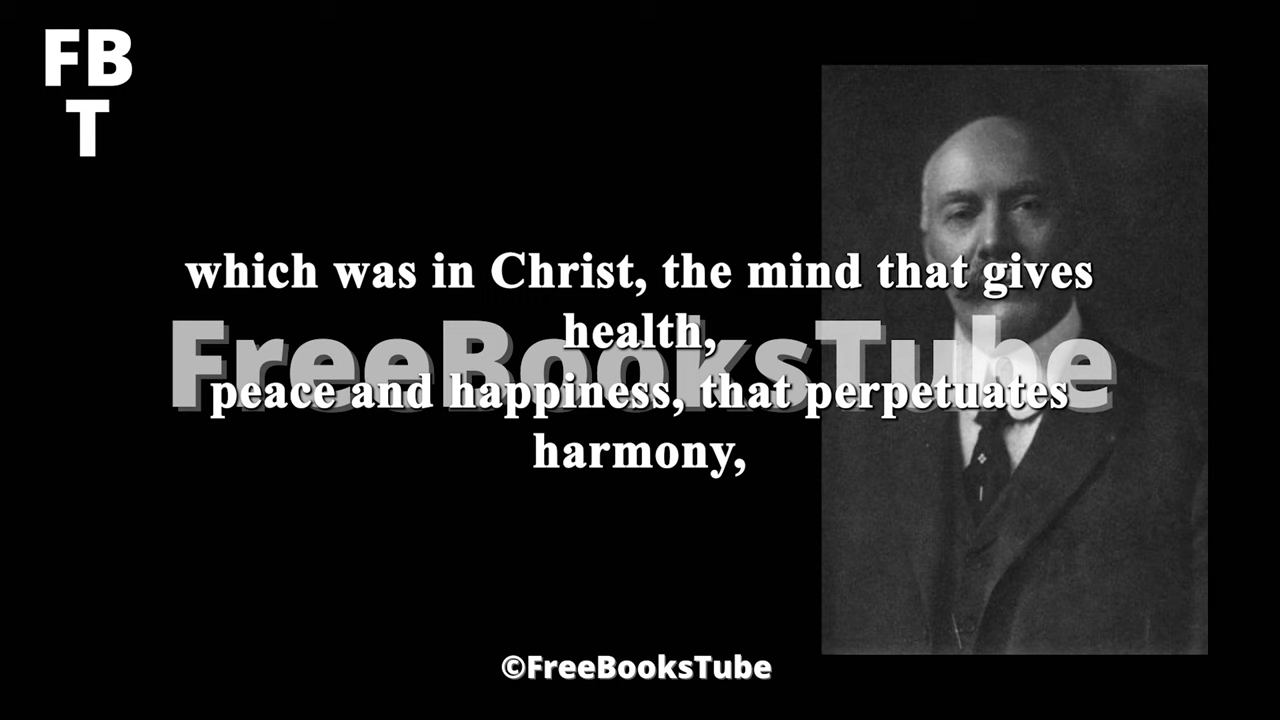 FB
T
which was in Christ, the mind that gives
health,
FreeBooksTube
peace and happiness, that perpetuates
harmony,
©FreeBooksTube